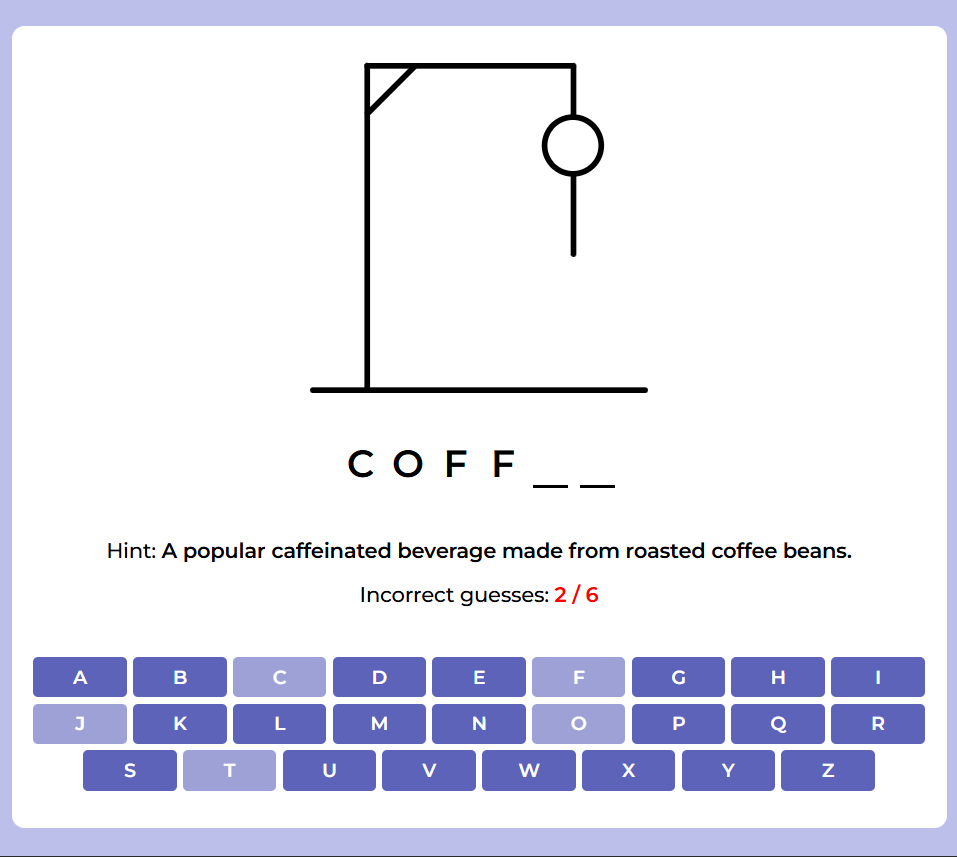 C O F F _ _
Hint: A popular caffeinated beverage made from roasted coffee beans.
Incorrect guesses: 2 / 6
A B C D E F G H I
J K L M N O P Q R
S T U V W X Y Z